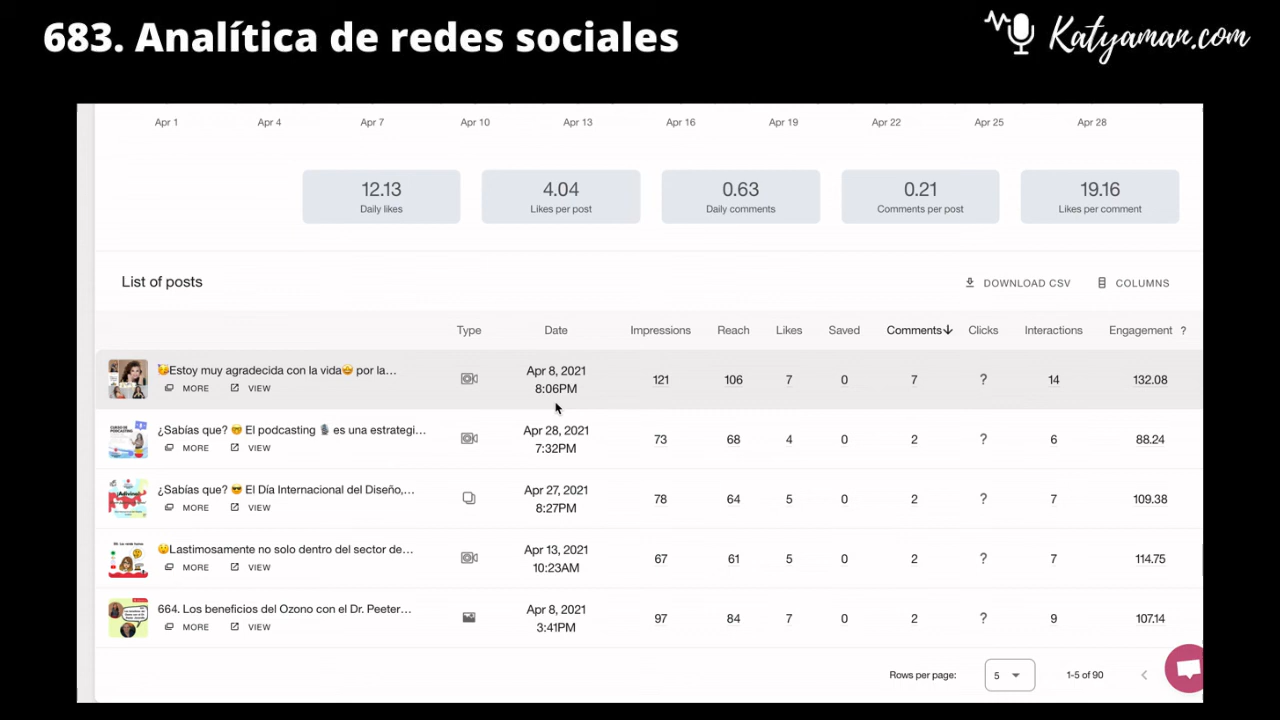 683. Analítica de redes sociales
Katyaman.com
Apr 1 Apr 4 Apr 7 Apr 10 Apr 13 Apr 16 Apr 19 Apr 22 Apr 25 Apr 28
12.13 4.04 0.63 0.21 19.16
Daily likes Likes per post Daily comments Comments per post Likes per comment
List of posts DOWNLOAD CSV COLUMNS
Type Date Impressions Reach Likes Saved Comments↓ Clicks Interactions Engagement ?
🥰Estoy muy agradecida con la vida🤩 por la... Apr 8, 2021
MORE VIEW 8:06PM 121 106 7 0 7 ? 14 132.08
¿Sabías que? 🤓 El podcasting 🎙 es una estrategi... Apr 28, 2021
MORE VIEW 7:32PM 73 68 4 0 2 ? 6 88.24
¿Sabías que? 😎 El Día Internacional del Diseño,... Apr 27, 2021
MORE VIEW 8:27PM 78 64 5 0 2 ? 7 109.38
😯Lastimosamente no solo dentro del sector de... Apr 13, 2021
MORE VIEW 10:23AM 67 61 5 0 2 ? 7 114.75
664. Los beneficios del Ozono con el Dr. Peeter... Apr 8, 2021
MORE VIEW 3:41PM 97 84 7 0 2 ? 9 107.14
Rows per page: 5 1-5 of 90